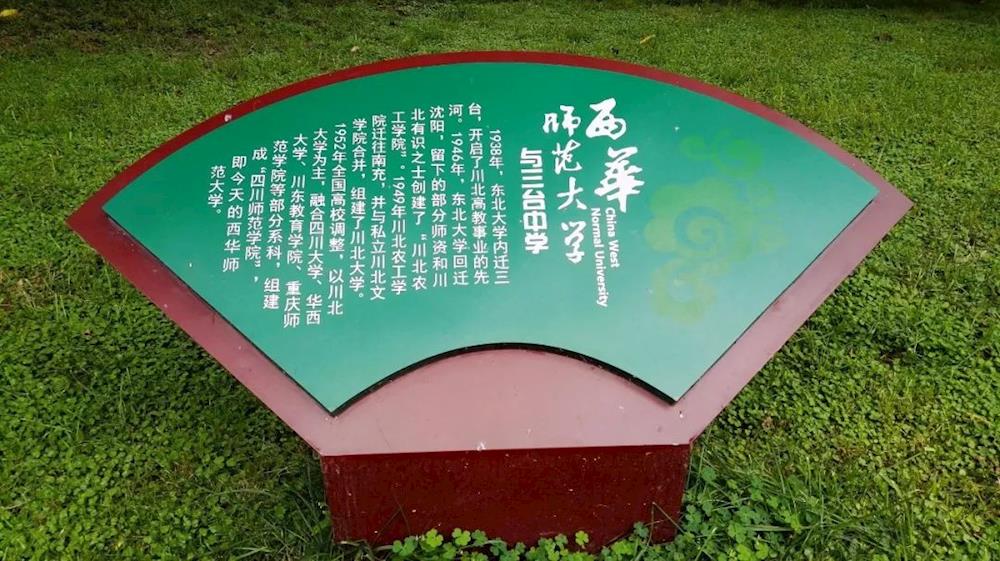 西华
师范大学
China West
Normal University
与三台中学
1938年，东北大学内迁三
台，开启了川北高教事业的先
河。1946年，东北大学回迁
沈阳，留下的部分师资和川
北有识之士创建了“川北农
工学院”。1949年川北农工学
院迁往南充，并与私立川北文
学院合并，组建了川北大学。
1952年全国高校调整，以川北
大学为主，融合四川大学、华西
大学、川东教育学院、重庆师
范学院等部分系科，组建
成“四川师范学院”，
即今天的西华师
范大学。